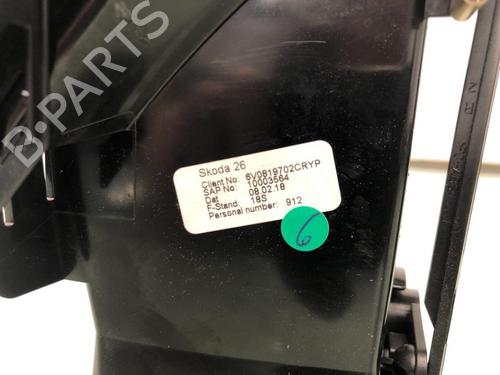 B-PARTS
Skoda 26
Client No: 6V0819702CRYP
SAP No: 10003564
Dat 08.02.18
F-Stand: 18S
Personal number: 912
6